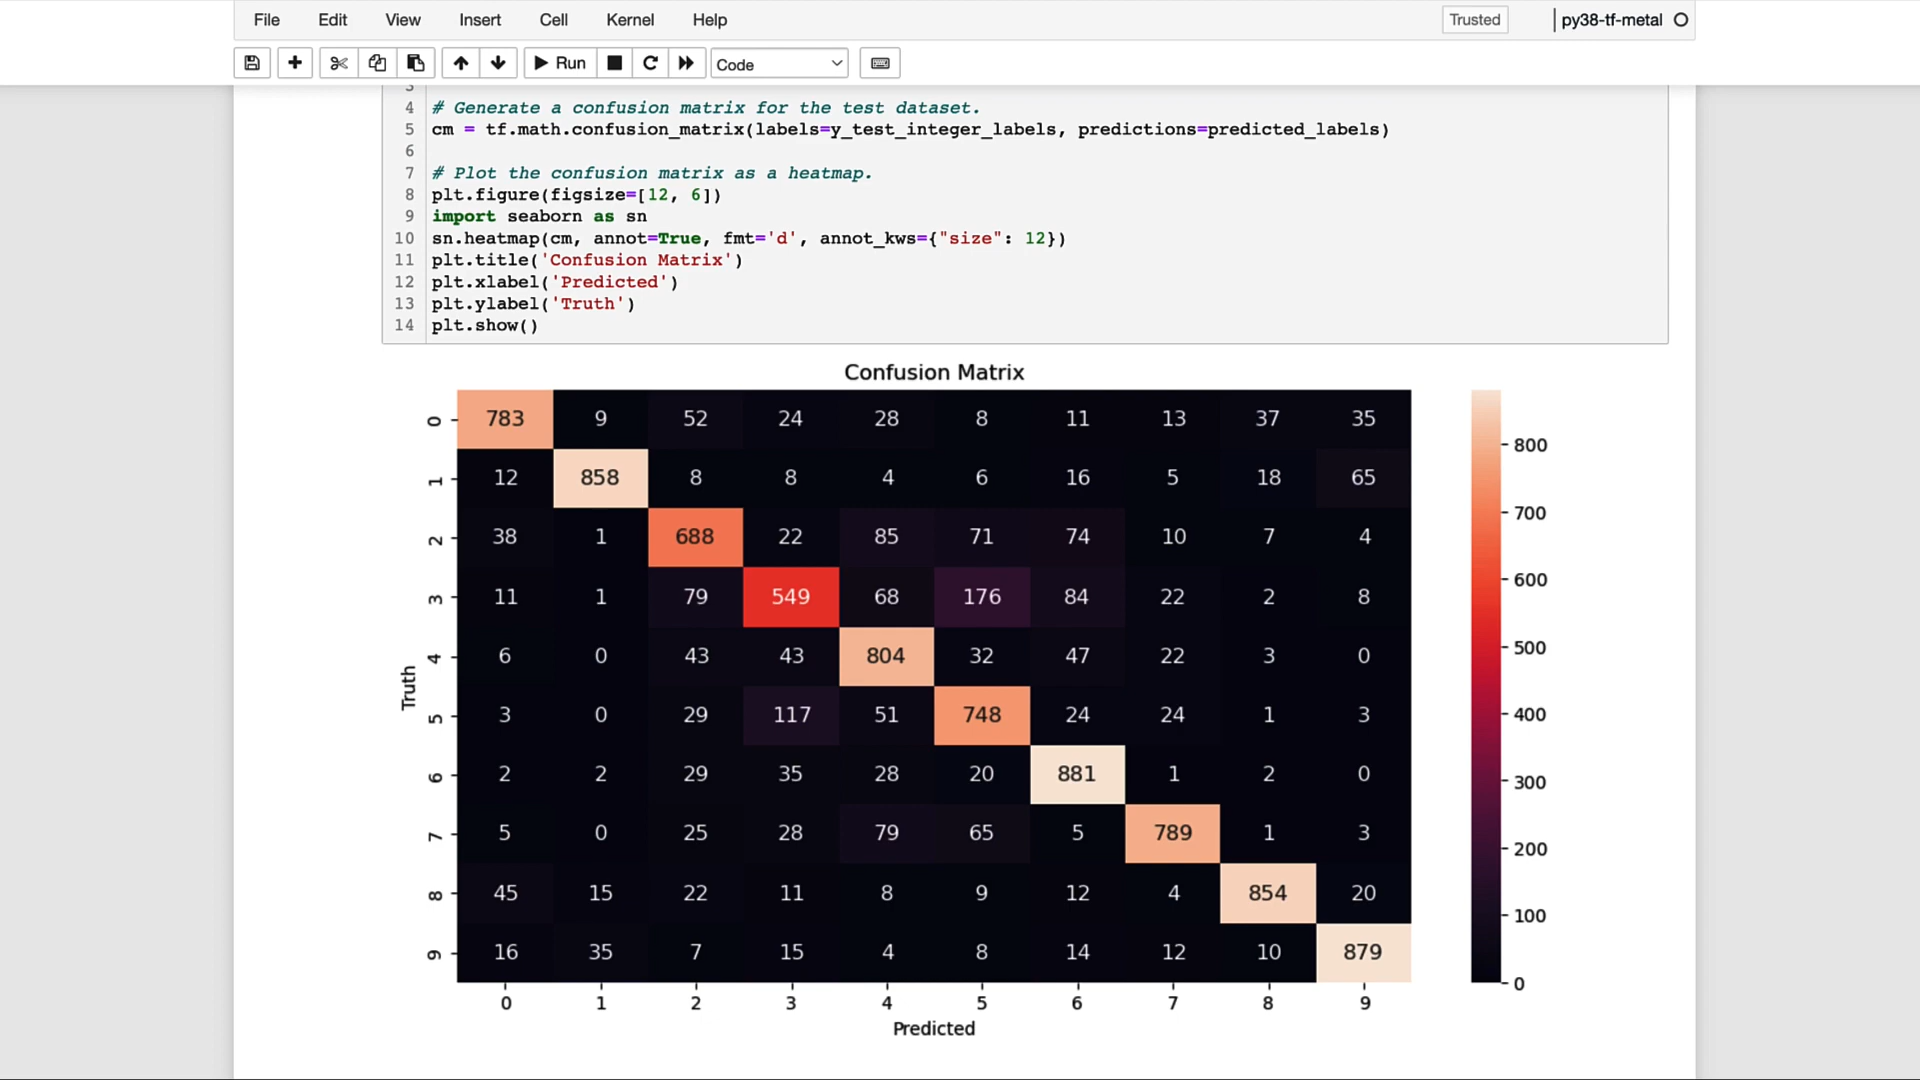 File Edit View Insert Cell Kernel Help Trusted py38-tf-metal
Run Code
3
4 # Generate a confusion matrix for the test dataset.
5 cm = tf.math.confusion_matrix(labels=y_test_integer_labels, predictions=predicted_labels)
6
7 # Plot the confusion matrix as a heatmap.
8 plt.figure(figsize=[12, 6])
9 import seaborn as sn
10 sn.heatmap(cm, annot=True, fmt='d', annot_kws={"size": 12})
11 plt.title('Confusion Matrix')
12 plt.xlabel('Predicted')
13 plt.ylabel('Truth')
14 plt.show()
Confusion Matrix
0 783 9 52 24 28 8 11 13 37 35
1 12 858 8 8 4 6 16 5 18 65
2 38 1 688 22 85 71 74 10 7 4
3 11 1 79 549 68 176 84 22 2 8
4 6 0 43 43 804 32 47 22 3 0
5 3 0 29 117 51 748 24 24 1 3
6 2 2 29 35 28 20 881 1 2 0
7 5 0 25 28 79 65 5 789 1 3
8 45 15 22 11 8 9 12 4 854 20
9 16 35 7 15 4 8 14 12 10 879
0 1 2 3 4 5 6 7 8 9
Predicted
Truth
800
700
600
500
400
300
200
100
0